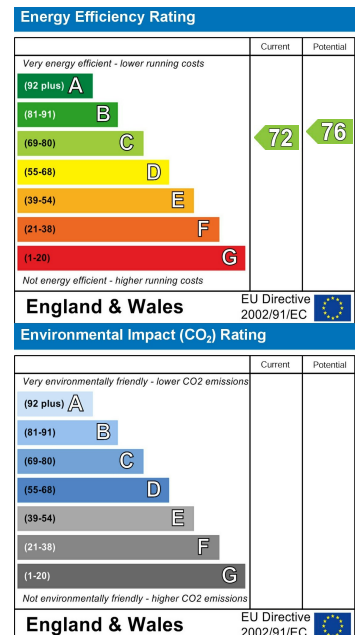 Energy Efficiency Rating
Current Potential
Very energy efficient - lower running costs
(92 plus) A
(81-91) B
(69-80) C 72 76
(55-68) D
(39-54) E
(21-38) F
(1-20) G
Not energy efficient - higher running costs
England & Wales EU Directive 2002/91/EC
Environmental Impact (CO₂) Rating
Current Potential
Very environmentally friendly - lower CO2 emissions
(92 plus) A
(81-91) B
(69-80) C
(55-68) D
(39-54) E
(21-38) F
(1-20) G
Not environmentally friendly - higher CO2 emissions
England & Wales EU Directive 2002/91/EC